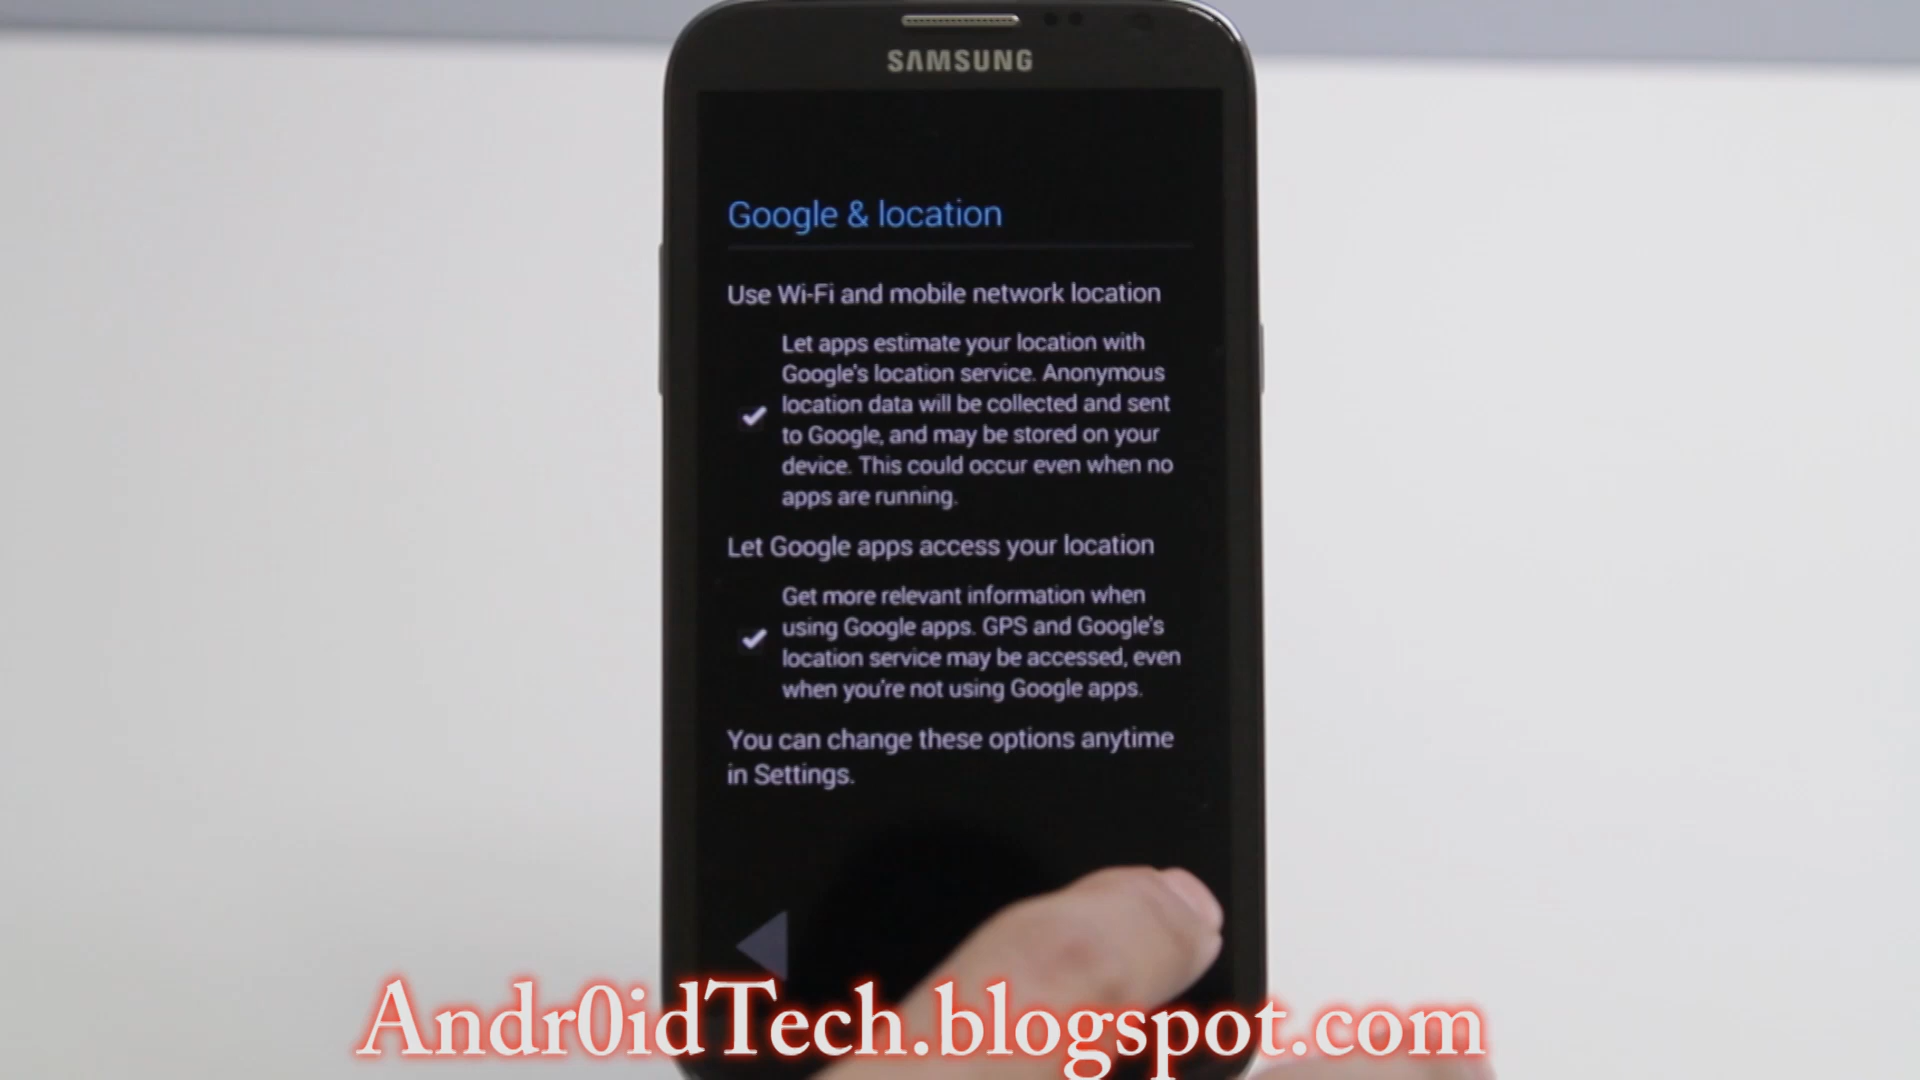 SAMSUNG
Google & location
Use Wi-Fi and mobile network location
Let apps estimate your location with
Google's location service. Anonymous
location data will be collected and sent
to Google, and may be stored on your
device. This could occur even when no
apps are running.
Let Google apps access your location
Get more relevant information when
using Google apps. GPS and Google's
location service may be accessed, even
when you're not using Google apps.
You can change these options anytime
in Settings.
Andr0idTech.blogspot.com